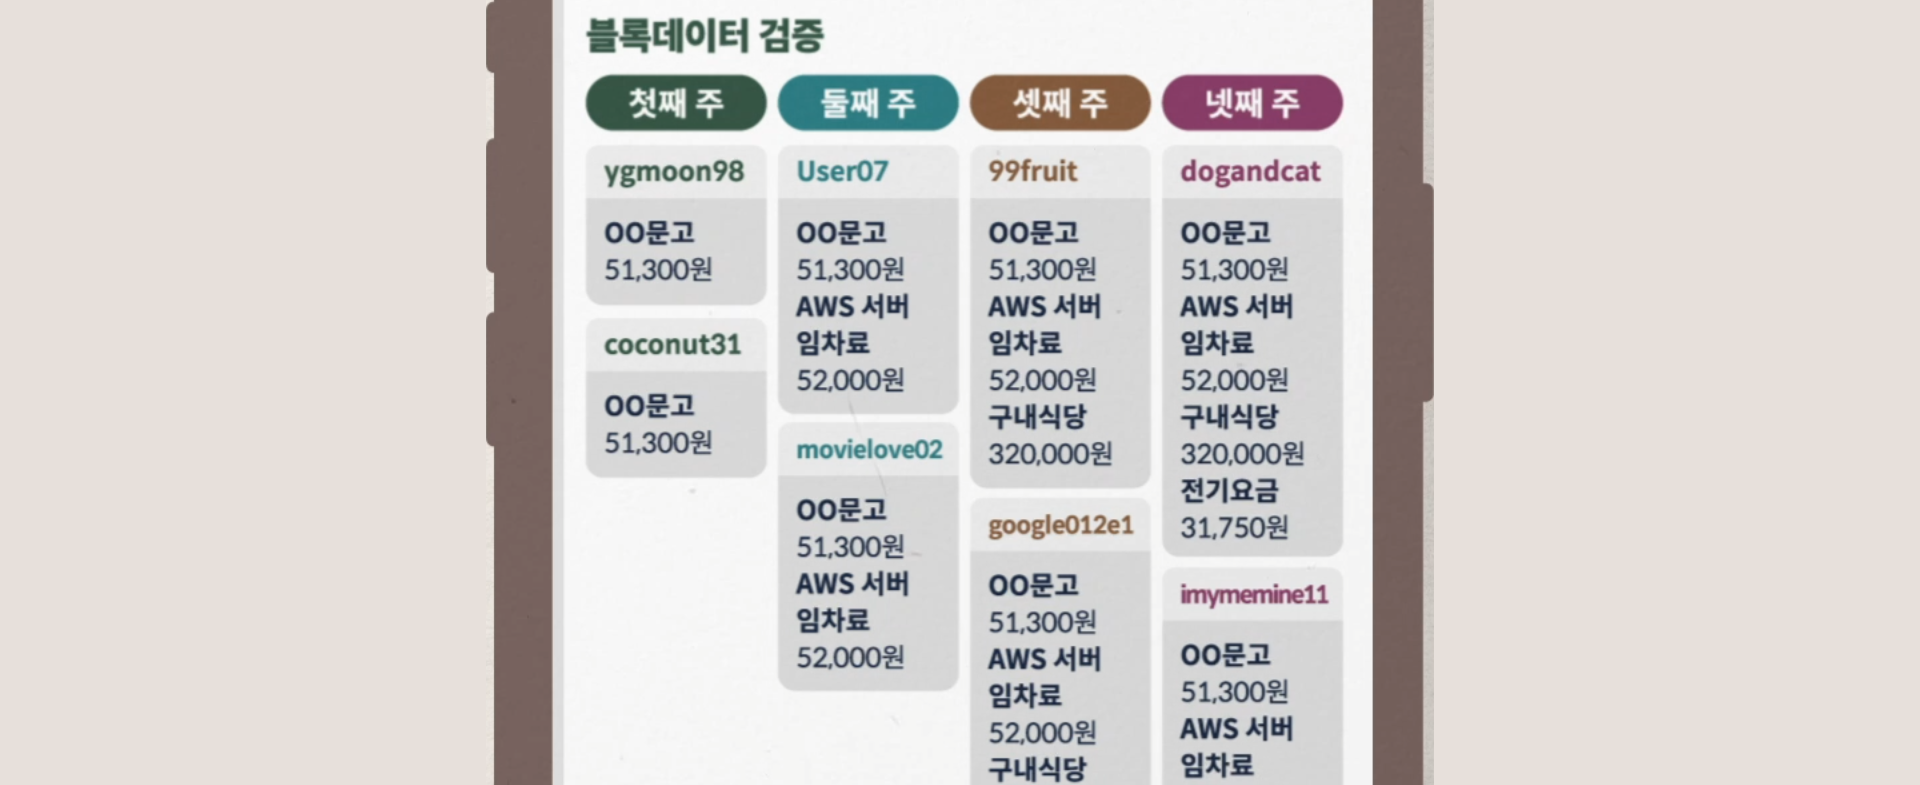 블록데이터 검증
첫째 주
ygmoon98
OO문고
51,300원
coconut31
OO문고
51,300원
둘째 주
User07
OO문고
51,300원
AWS 서버
임차료
52,000원
movielove02
OO문고
51,300원
AWS 서버
임차료
52,000원
셋째 주
99fruit
OO문고
51,300원
AWS 서버
임차료
52,000원
구내식당
320,000원
google012e1
OO문고
51,300원
AWS 서버
임차료
52,000원
구내식당
넷째 주
dogandcat
OO문고
51,300원
AWS 서버
임차료
52,000원
구내식당
320,000원
전기요금
31,750원
imymemine11
OO문고
51,300원
AWS 서버
임차료